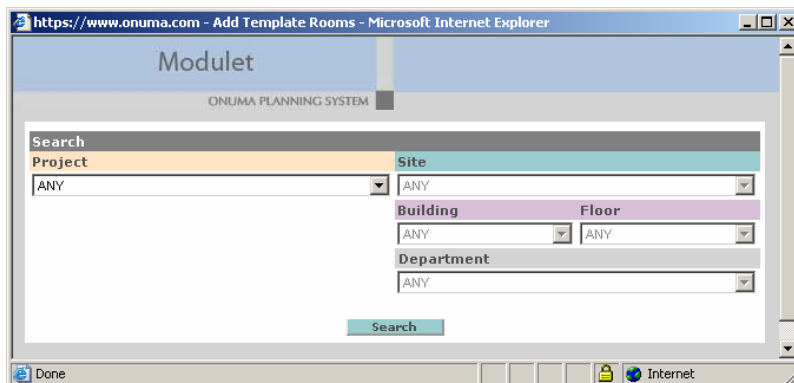 https://www.onuma.com - Add Template Rooms - Microsoft Internet Explorer
Modulet
ONUMA PLANNING SYSTEM
Search
Project Site
ANY ANY
Building Floor
ANY ANY
Department
ANY
Search
Done Internet